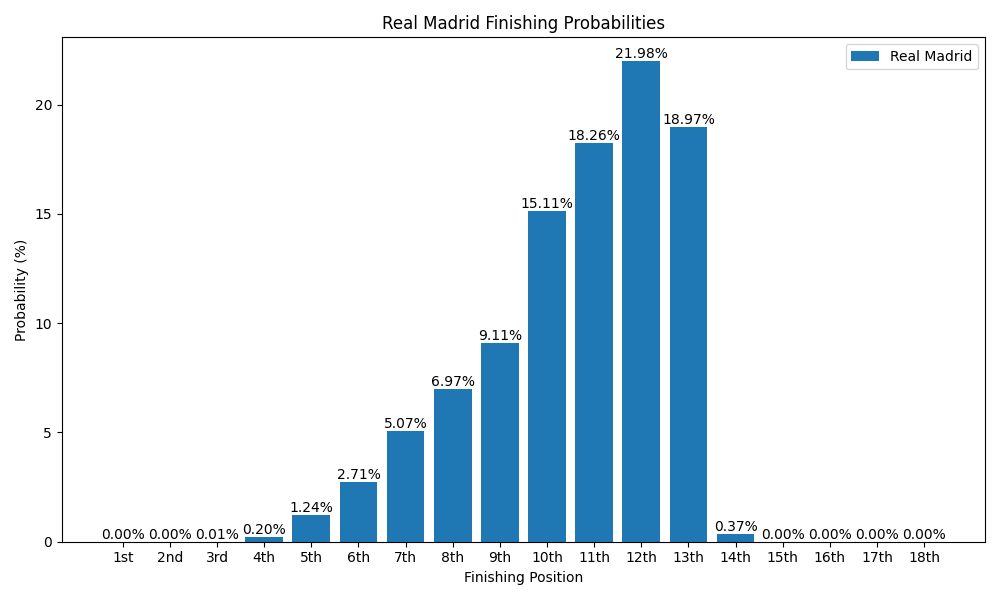 Real Madrid Finishing Probabilities
Real Madrid
Probability (%)
20
15
10
5
0
0.00% 0.00% 0.01% 0.20% 1.24% 2.71% 5.07% 6.97% 9.11% 15.11% 18.26% 21.98% 18.97% 0.37% 0.00% 0.00% 0.00% 0.00%
1st 2nd 3rd 4th 5th 6th 7th 8th 9th 10th 11th 12th 13th 14th 15th 16th 17th 18th
Finishing Position